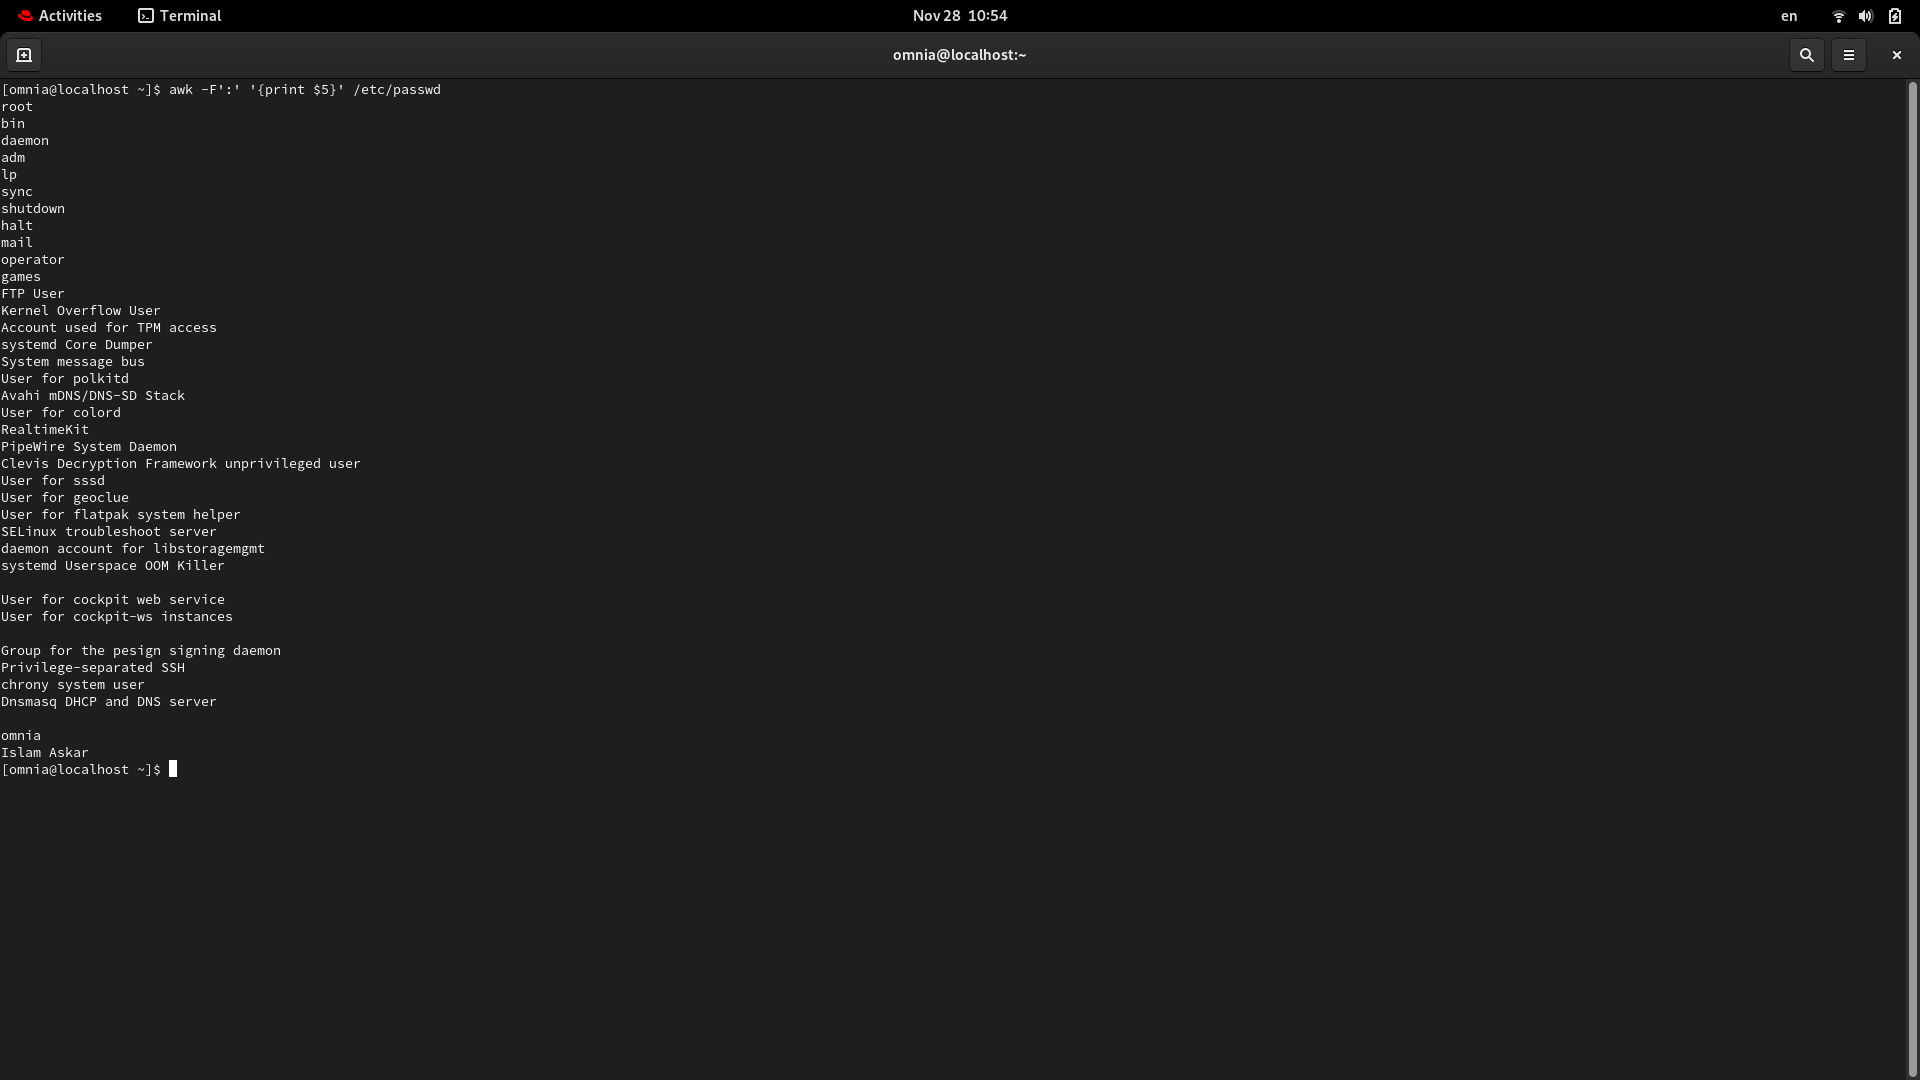 Activities Terminal Nov 28 10:54 en
omnia@localhost:~
[omnia@localhost ~]$ awk -F':' '{print $5}' /etc/passwd
root
bin
daemon
adm
lp
sync
shutdown
halt
mail
operator
games
FTP User
Kernel Overflow User
Account used for TPM access
systemd Core Dumper
System message bus
User for polkitd
Avahi mDNS/DNS-SD Stack
User for colord
RealtimeKit
PipeWire System Daemon
Clevis Decryption Framework unprivileged user
User for sssd
User for geoclue
User for flatpak system helper
SELinux troubleshoot server
daemon account for libstoragemgmt
systemd Userspace OOM Killer
User for cockpit web service
User for cockpit-ws instances
Group for the pesign signing daemon
Privilege-separated SSH
chrony system user
Dnsmasq DHCP and DNS server
omnia
Islam Askar
[omnia@localhost ~]$